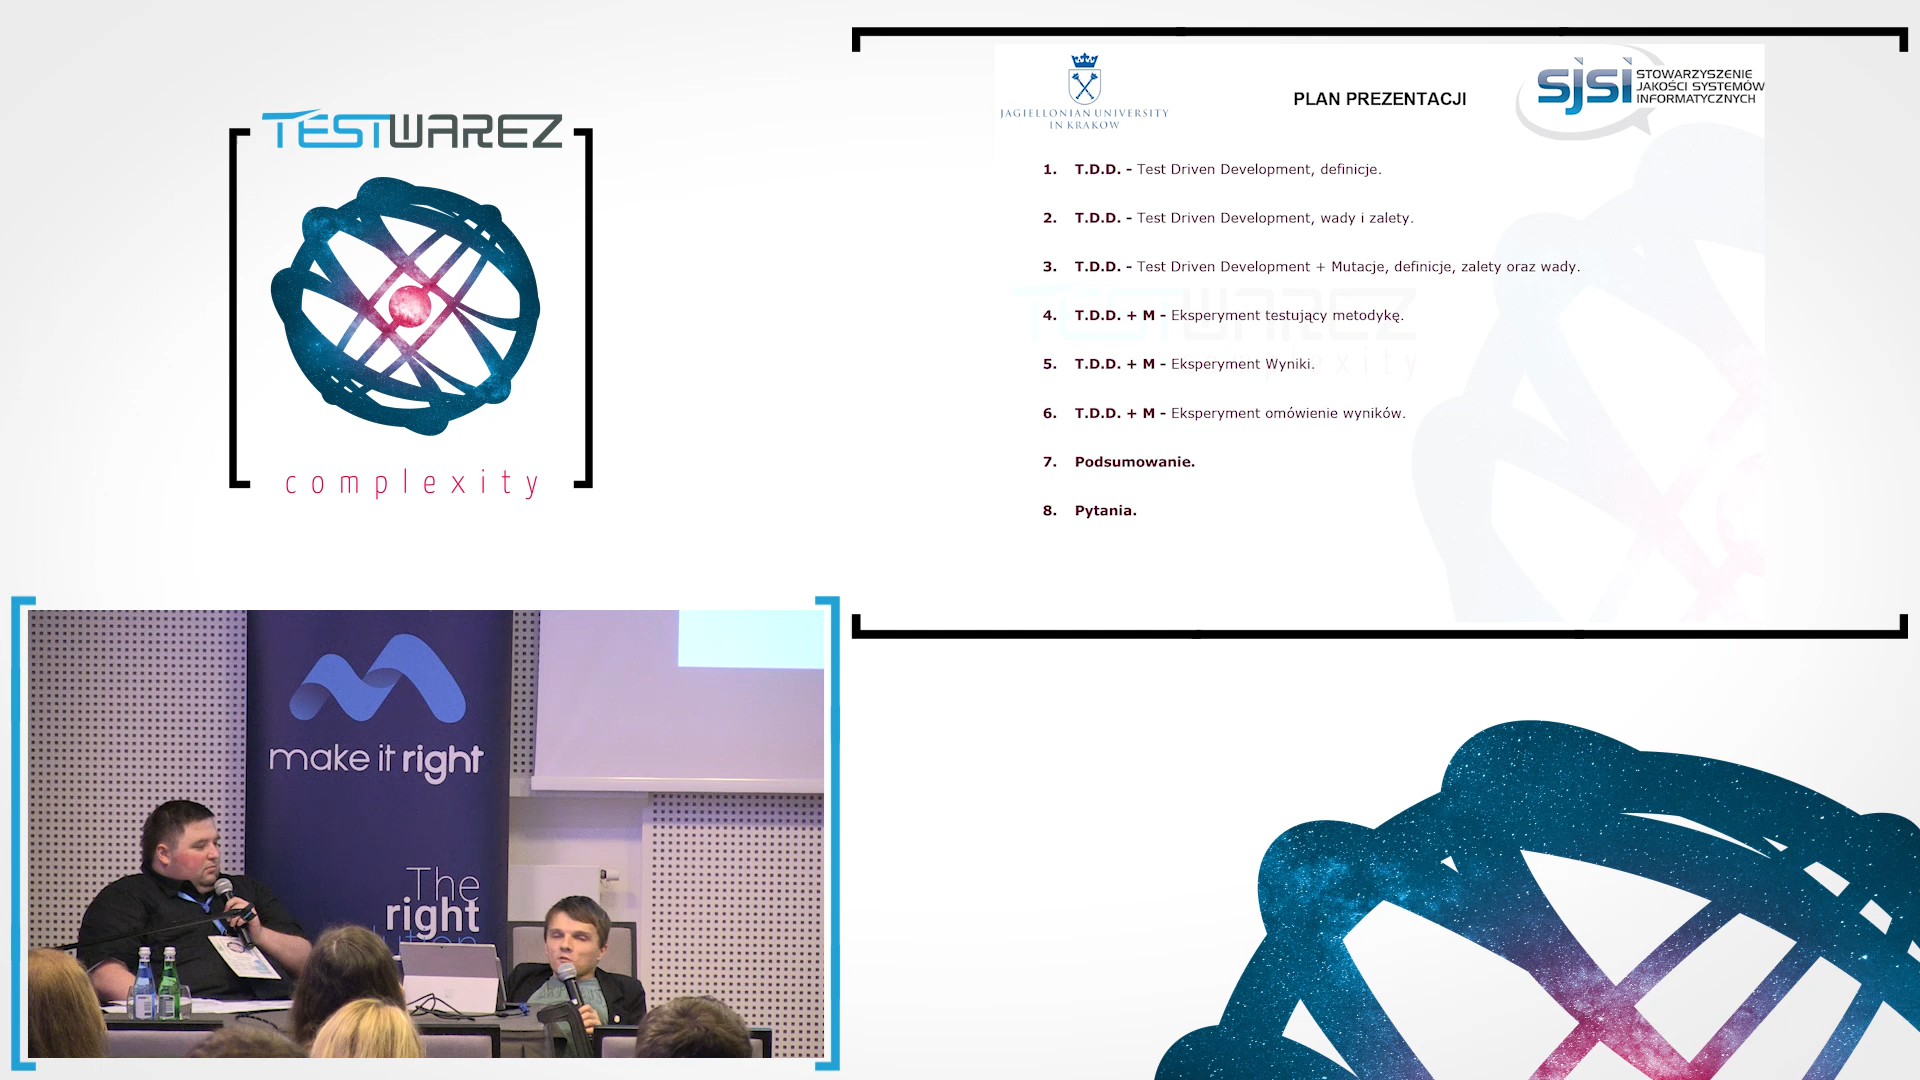 TESTWAREZ
complexity
JAGIELLONIAN UNIVERSITY
IN KRAKOW
PLAN PREZENTACJI
sjsi STOWARZYSZENIE
JAKOŚCI SYSTEMÓW
INFORMATYCZNYCH
1. T.D.D. - Test Driven Development, definicje.
2. T.D.D. - Test Driven Development, wady i zalety.
3. T.D.D. - Test Driven Development + Mutacje, definicje, zalety oraz wady.
4. T.D.D. + M - Eksperyment testujący metodykę.
5. T.D.D. + M - Eksperyment Wyniki.
6. T.D.D. + M - Eksperyment omówienie wyników.
7. Podsumowanie.
8. Pytania.
TESTWAREZ
make it right
The
right